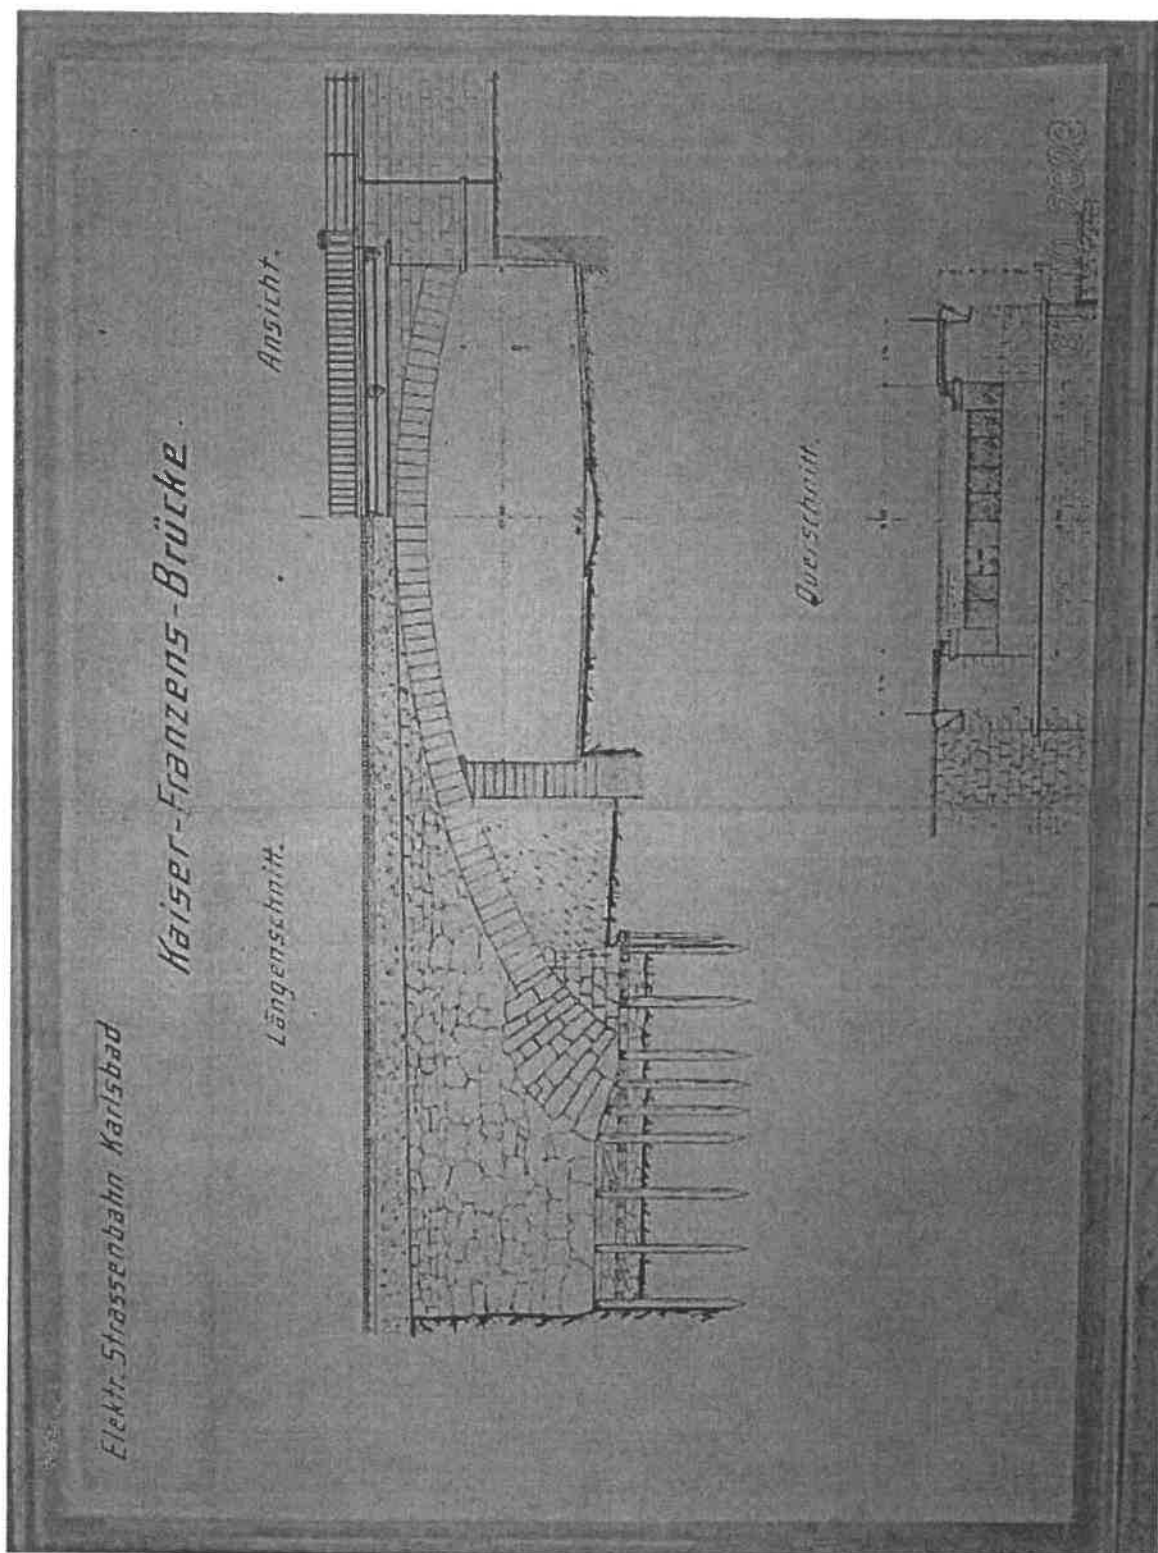 Elektr. Strassenbahn Karlsbad
Kaiser-Franzens-Brücke.
Längenschnitt.
Ansicht.
Querschnitt.